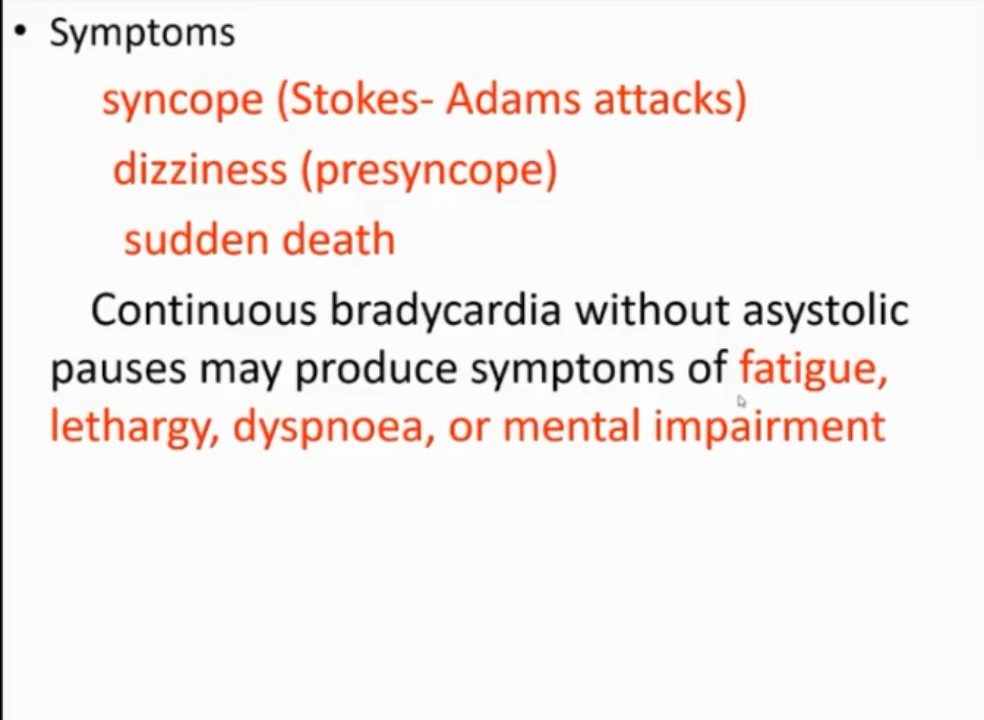 • Symptoms
syncope (Stokes- Adams attacks)
dizziness (presyncope)
sudden death
Continuous bradycardia without asystolic
pauses may produce symptoms of fatigue,
lethargy, dyspnoea, or mental impairment